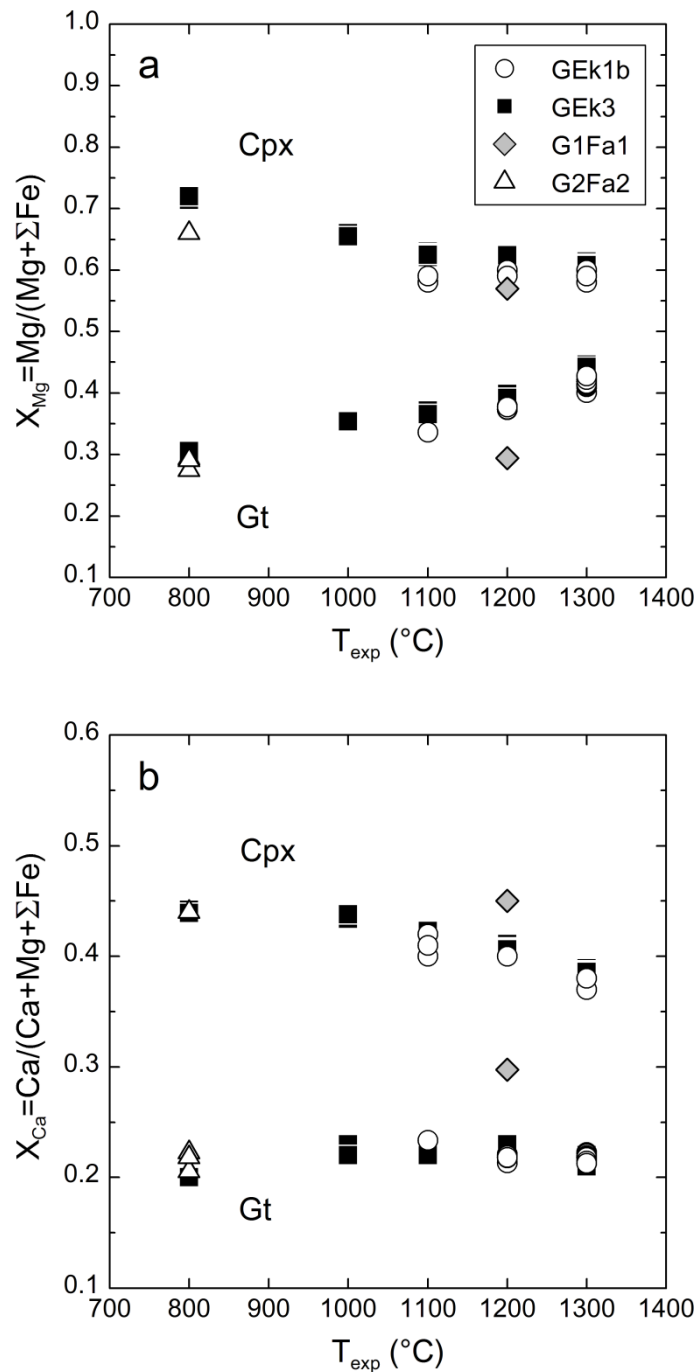 a
GEk1b
GEk3
G1Fa1
G2Fa2
Cpx
Gt
1.0
0.9
0.8
0.7
0.6
0.5
0.4
0.3
0.2
0.1
X_Mg=Mg/(Mg+ΣFe)
700 800 900 1000 1100 1200 1300 1400
T_exp (°C)
b
Cpx
Gt
0.6
0.5
0.4
0.3
0.2
0.1
X_Ca=Ca/(Ca+Mg+ΣFe)
700 800 900 1000 1100 1200 1300 1400
T_exp (°C)